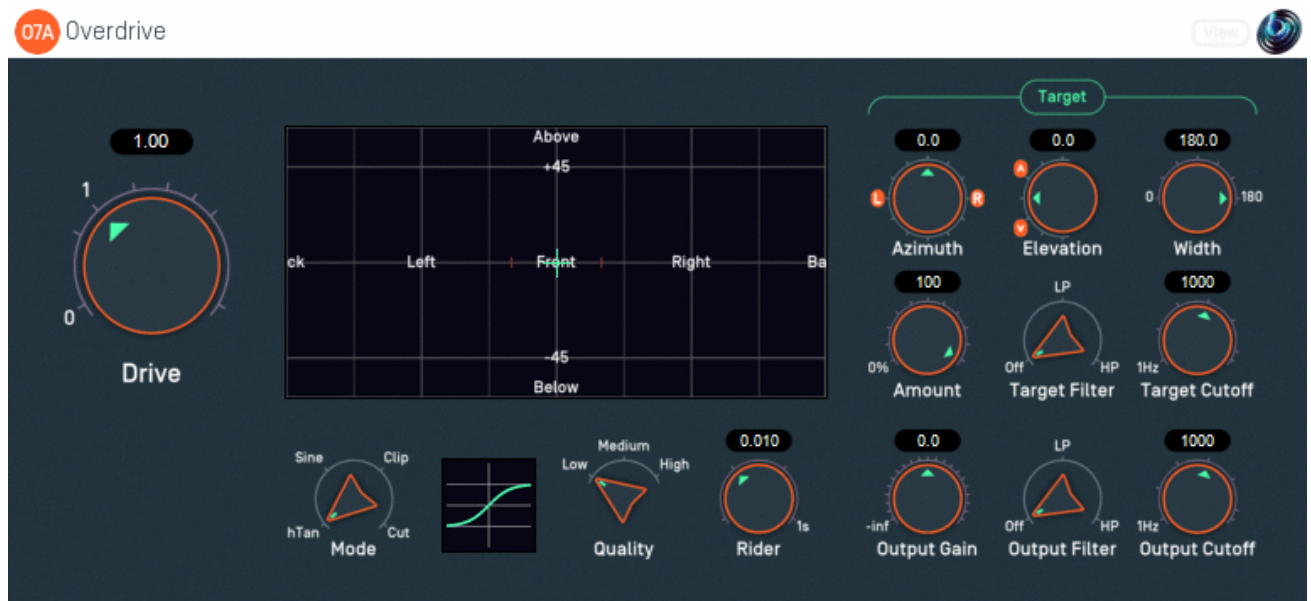 O7A Overdrive
View
Target
1.00
0.0
0.0
180.0
Above
+45
1
L
R
0
180
Azimuth
Elevation
Width
ck
Left
Front
Right
Ba
100
LP
1000
0
-45
0%
Off
HP
1Hz
Drive
Below
Amount
Target Filter
Target Cutoff
0.010
0.0
LP
1000
Sine
Clip
Low
Medium
High
hTan
Cut
1s
-inf
Off
HP
1Hz
Mode
Quality
Rider
Output Gain
Output Filter
Output Cutoff